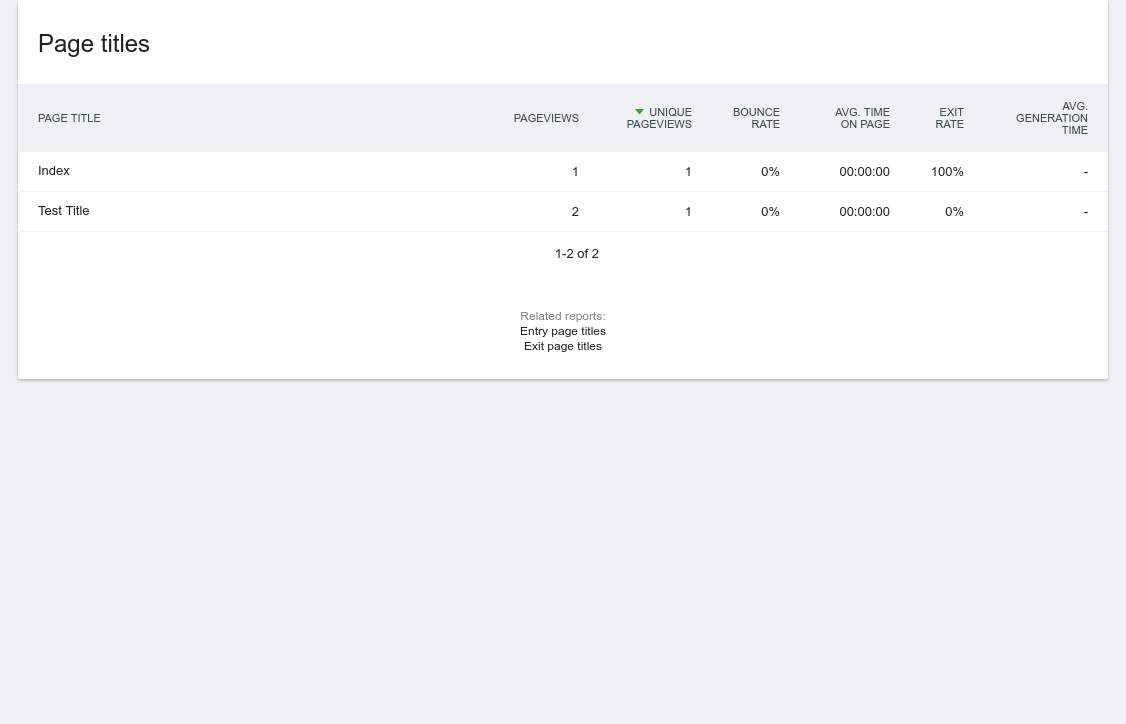 Page titles
PAGE TITLE PAGEVIEWS UNIQUE PAGEVIEWS BOUNCE RATE AVG. TIME ON PAGE EXIT RATE AVG. GENERATION TIME
Index 1 1 0% 00:00:00 100% -
Test Title 2 1 0% 00:00:00 0% -
1-2 of 2
Related reports:
Entry page titles
Exit page titles